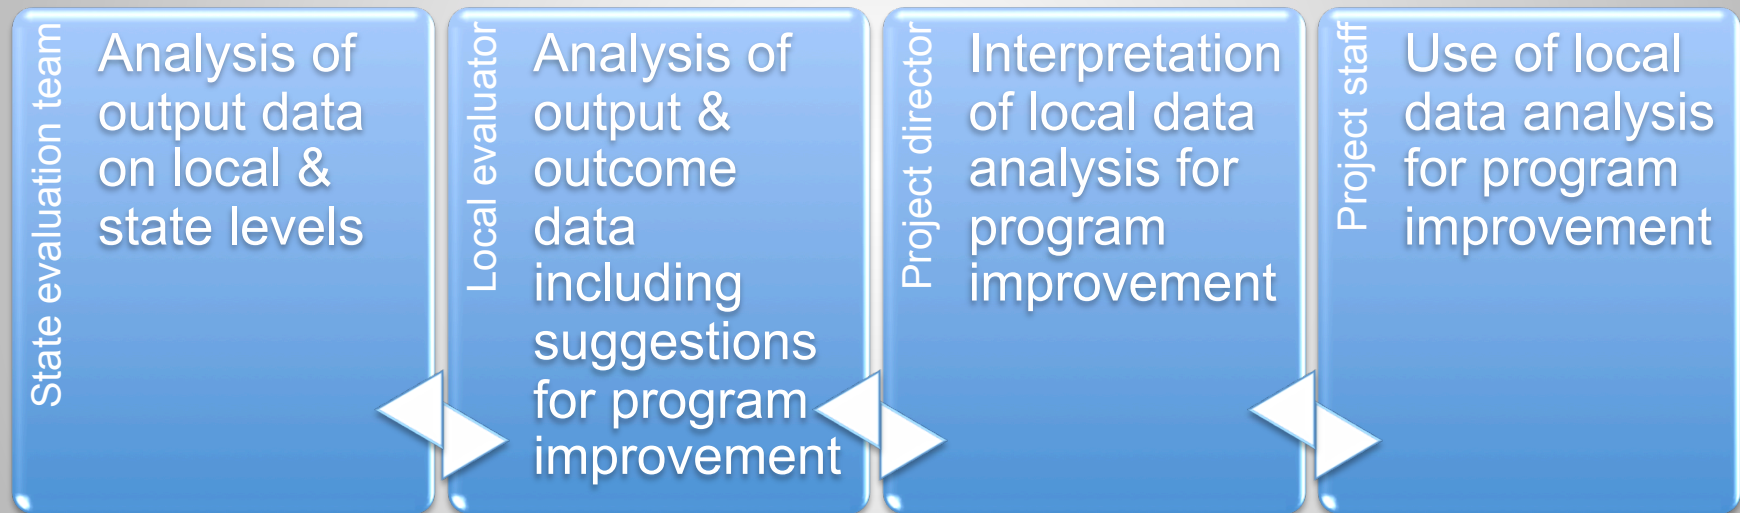 State evaluation team
Analysis of
output data
on local &
state levels
Local evaluator
Analysis of
output &
outcome
data
including
suggestions
for program
improvement
Project director
Interpretation
of local data
analysis for
program
improvement
Project staff
Use of local
data analysis
for program
improvement